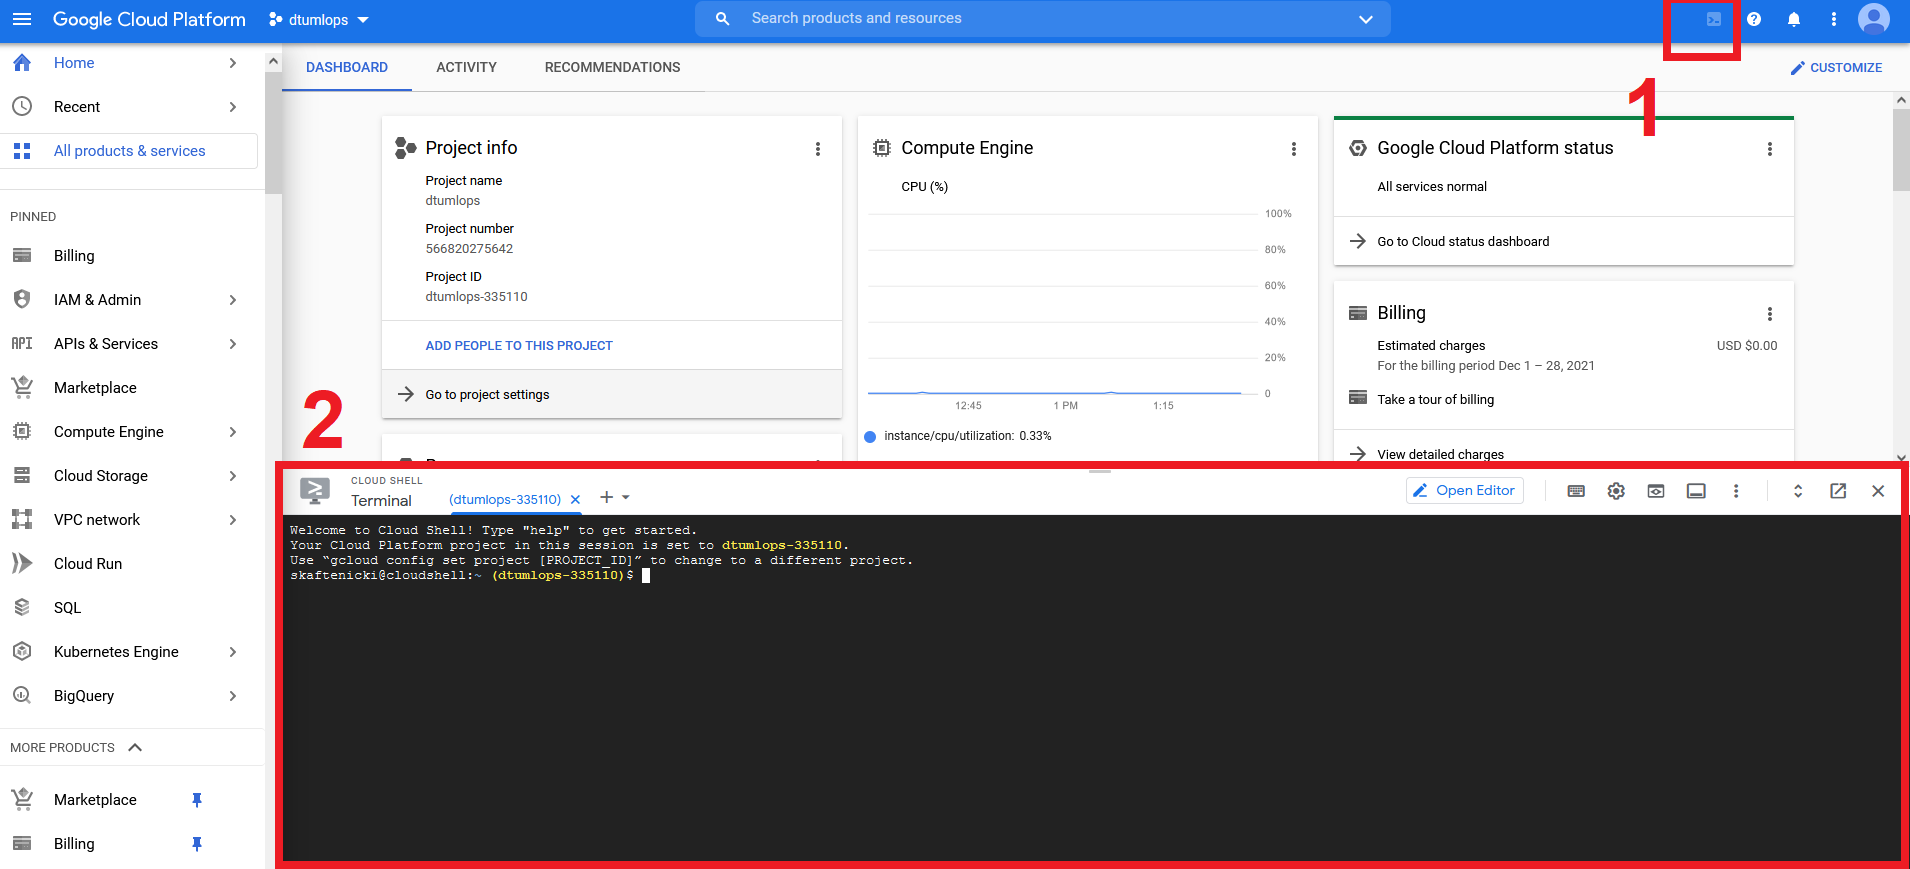 Google Cloud Platform
dtumlops
Search products and resources
Home
Recent
All products & services
PINNED
Billing
IAM & Admin
API
APIs & Services
Marketplace
Compute Engine
Cloud Storage
VPC network
Cloud Run
SQL
Kubernetes Engine
BigQuery
MORE PRODUCTS
Marketplace
Billing
DASHBOARD
ACTIVITY
RECOMMENDATIONS
CUSTOMIZE
1
Project info
Project name
dtumlops
Project number
566820275642
Project ID
dtumlops-335110
ADD PEOPLE TO THIS PROJECT
Go to project settings
Compute Engine
CPU (%)
100%
80%
60%
40%
20%
0
12:45
1 PM
1:15
instance/cpu/utilization: 0.33%
Google Cloud Platform status
All services normal
Go to Cloud status dashboard
Billing
Estimated charges
USD $0.00
For the billing period Dec 1 – 28, 2021
Take a tour of billing
View detailed charges
2
CLOUD SHELL
Terminal
(dtumlops-335110)
Open Editor
Welcome to Cloud Shell! Type "help" to get started.
Your Cloud Platform project in this session is set to dtumlops-335110.
Use “gcloud config set project [PROJECT_ID]” to change to a different project.
skaftenicki@cloudshell:~ (dtumlops-335110)$